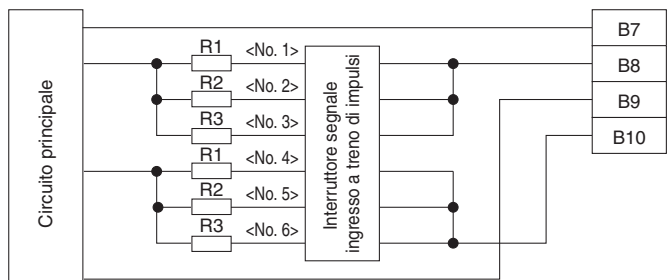 Circuito principale
R1 <No. 1>
R2 <No. 2>
R3 <No. 3>
R1 <No. 4>
R2 <No. 5>
R3 <No. 6>
Interruttore segnale
ingresso a treno di impulsi
B7
B8
B9
B10